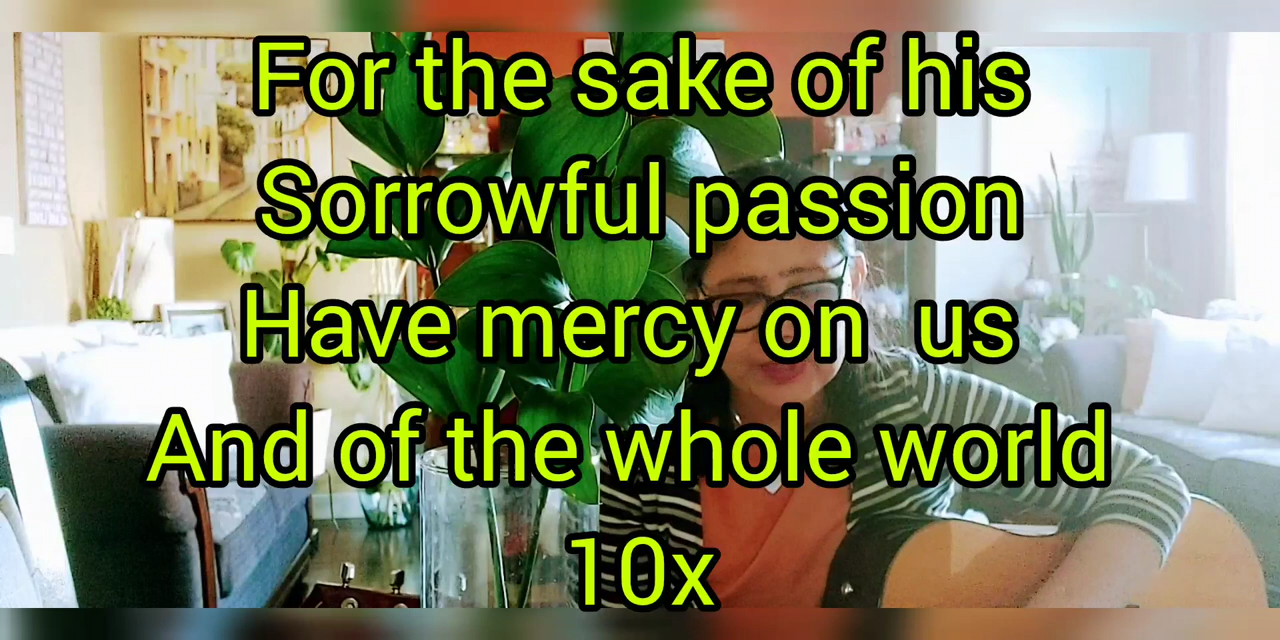 For the sake of his
Sorrowful passion
Have mercy on us
And of the whole world
10x